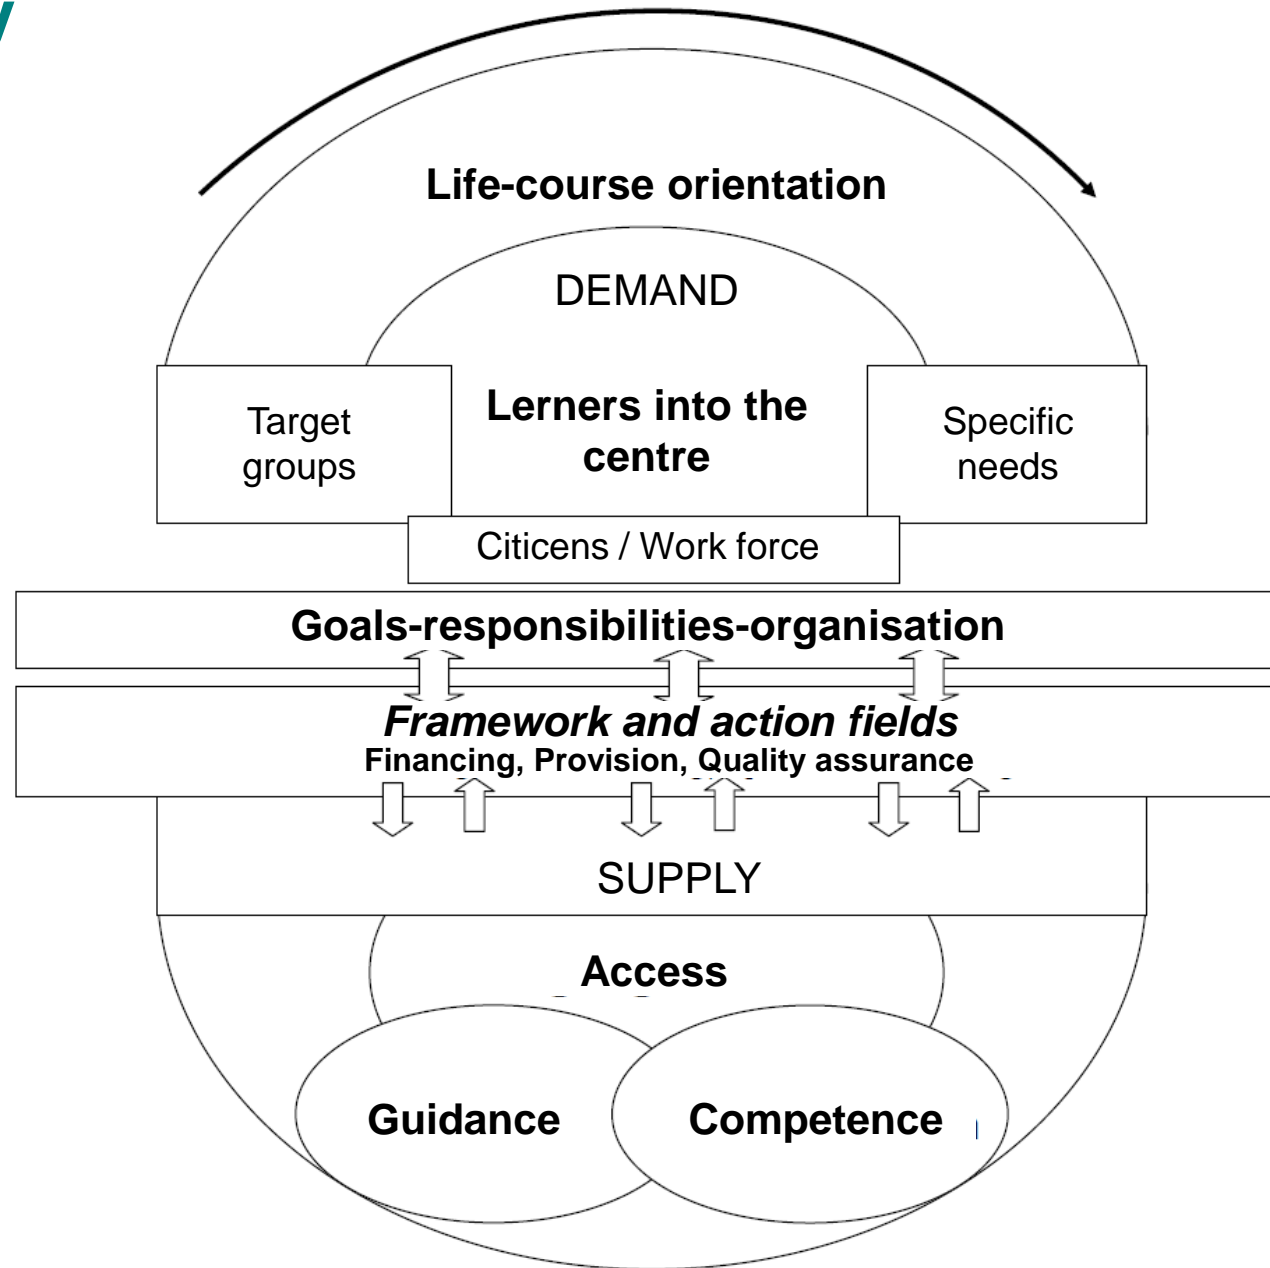 y
Life-course orientation
DEMAND
Target
groups
Lerners into the
centre
Specific
needs
Citicens / Work force
Goals-responsibilities-organisation
Framework and action fields
Financing, Provision, Quality assurance
SUPPLY
Access
Guidance
Competence